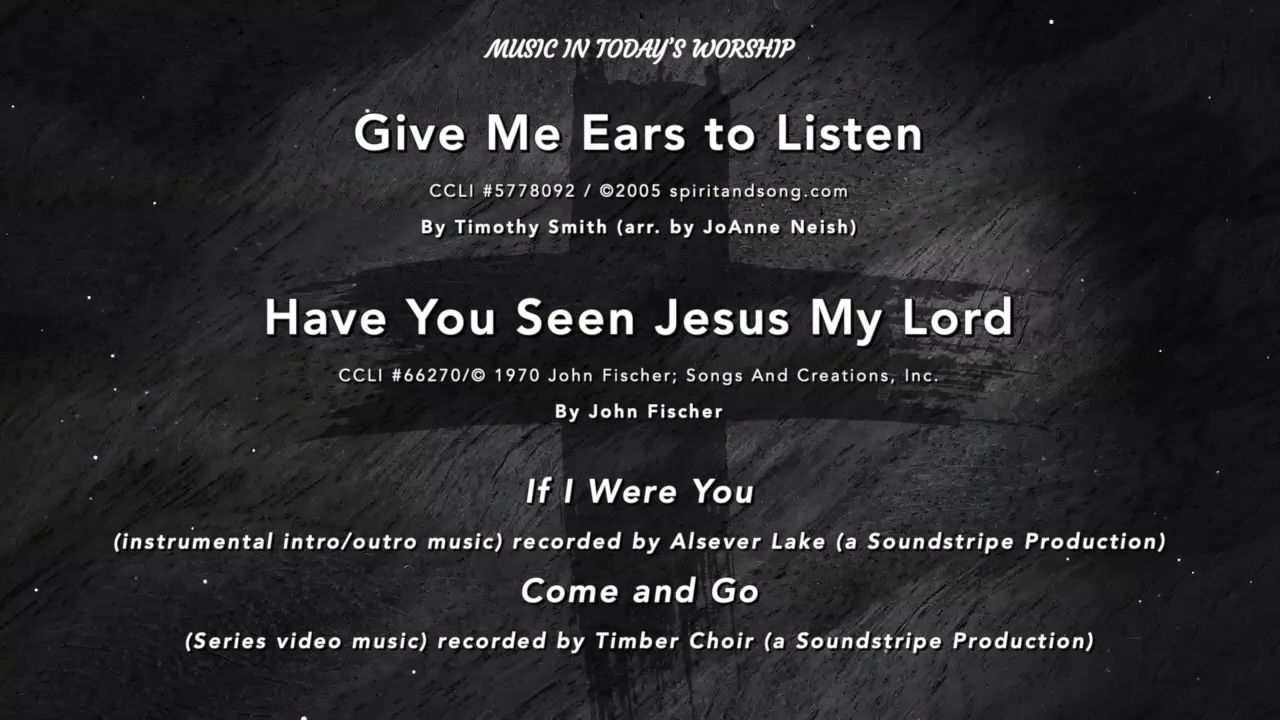 MUSIC IN TODAY'S WORSHIP
Give Me Ears to Listen
CCLI #5778092 / ©2005 spiritandsong.com
By Timothy Smith (arr. by JoAnne Neish)
Have You Seen Jesus My Lord
CCLI #66270/© 1970 John Fischer; Songs And Creations, Inc.
By John Fischer
If I Were You
(instrumental intro/outro music) recorded by Alsever Lake (a Soundstripe Production)
Come and Go
(Series video music) recorded by Timber Choir (a Soundstripe Production)